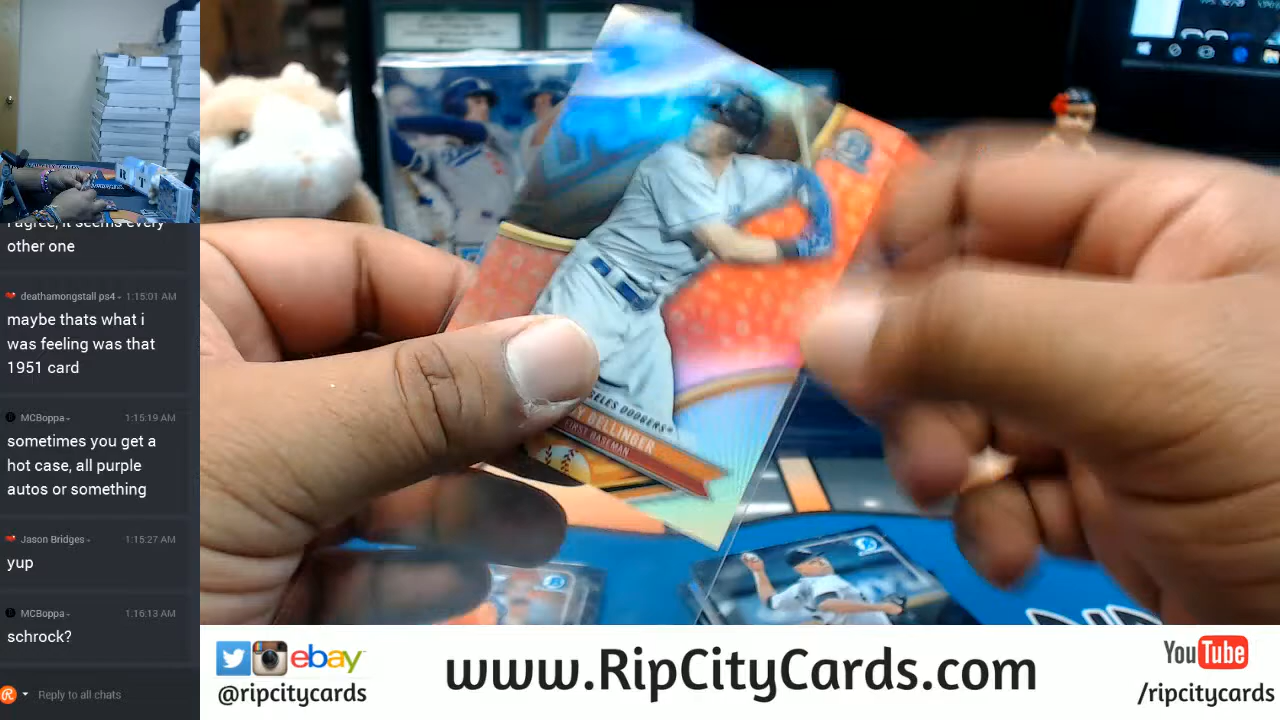 I agree, it seems every
other one
deathamongstall ps4 - 1:15:01 AM
maybe thats what i
was feeling was that
1951 card
MCBoppa - 1:15:19 AM
sometimes you get a
hot case, all purple
autos or something
Jason Bridges - 1:15:27 AM
yup
MCBoppa - 1:16:13 AM
schrock?
Reply to all chats
ELES DODGERS
Y BELLINGER
FIRST BASEMAN
ebay
@ripcitycards
www.RipCityCards.com
YouTube
/ripcitycards